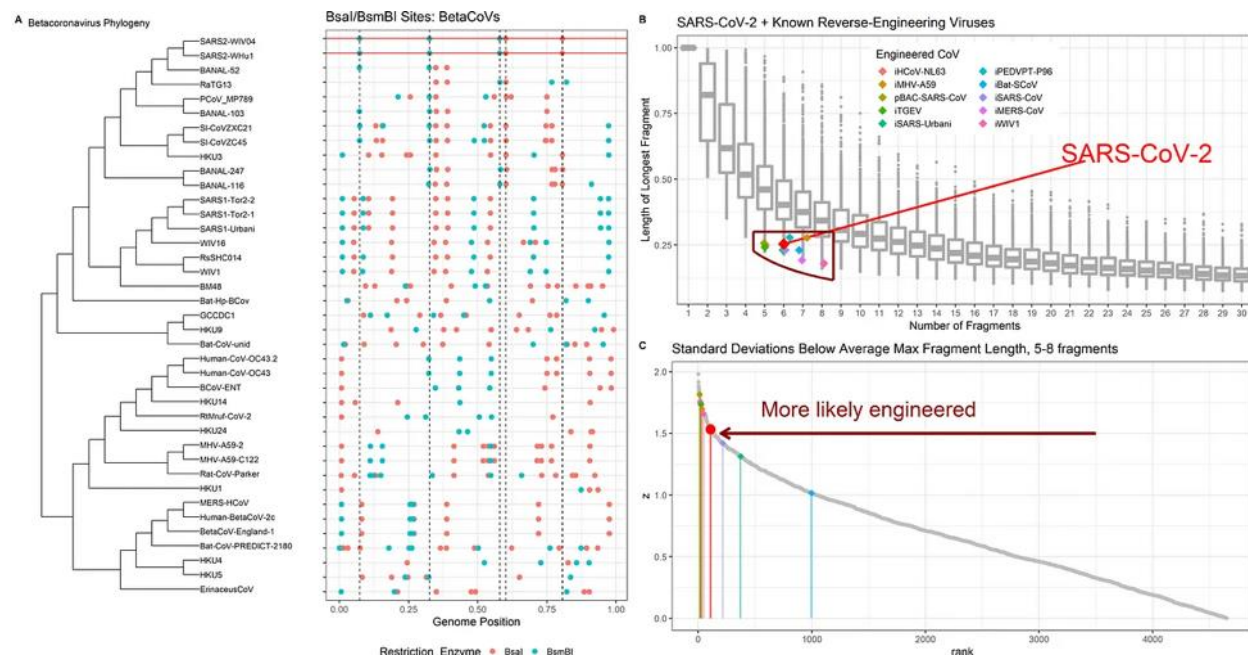 A Betacoronavirus Phylogeny
BsaI/BsmBI Sites: BetaCoVs
SARS2-WIV04
SARS2-WHu1
BANAL-52
RaTG13
PCoV_MP789
BANAL-103
SI-CoVZXC21
SI-CoVZC45
HKU3
BANAL-247
BANAL-116
SARS1-Tor2-2
SARS1-Tor2-1
SARS1-Urbani
WIV16
RsSHC014
WIV1
BM48
Bat-Hp-BCov
GCCDC1
HKU9
Bat-CoV-unid
Human-CoV-OC43.2
Human-CoV-OC43
BCoV-ENT
HKU14
RtMruf-CoV-2
HKU24
MHV-A59-2
MHV-A59-C122
Rat-CoV-Parker
HKU1
MERS-HCoV
Human-BetaCoV-2c
BetaCoV-England-1
Bat-CoV-PREDICT-2180
HKU4
HKU5
ErinaceusCoV
0.00 0.25 0.50 0.75 1.00
Genome Position
Restriction_Enzyme BsaI BsmBI
B SARS-CoV-2 + Known Reverse-Engineering Viruses
Length of Longest Fragment
1.00
0.75
0.50
0.25
Engineered CoV
iHCoV-NL63 iPEDVPT-P96
iMHV-A59 iBat-SCoV
pBAC-SARS-CoV iSARS-CoV
iTGEV iMERS-CoV
iSARS-Urbani iWIV1
SARS-CoV-2
1 2 3 4 5 6 7 8 9 10 11 12 13 14 15 16 17 18 19 20 21 22 23 24 25 26 27 28 29 30
Number of Fragments
C Standard Deviations Below Average Max Fragment Length, 5-8 fragments
2.0
More likely engineered
1.5
z
1.0
0.5
0.0
0 1000 2000 3000 4000
rank